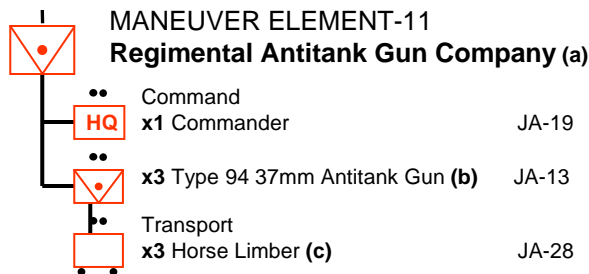 MANEUVER ELEMENT-11
Regimental Antitank Gun Company (a)
Command
HQ x1 Commander JA-19
x3 Type 94 37mm Antitank Gun (b) JA-13
Transport
x3 Horse Limber (c) JA-28